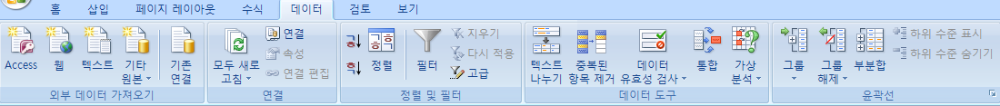 홈 삽입 페이지 레이아웃 수식 데이터 검토 보기
Access 웹 텍스트 기타 원본 기존 연결
외부 데이터 가져오기
모두 새로 고침 연결 속성 연결 편집
연결
정렬 필터 지우기 다시 적용 고급
정렬 및 필터
텍스트 나누기 중복된 항목 제거 데이터 유효성 검사 통합 가상 분석
데이터 도구
그룹 그룹 해제 부분합 하위 수준 표시 하위 수준 숨기기
윤곽선